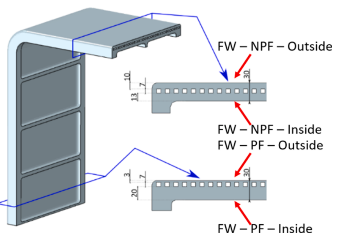 FW – NPF – Outside
10
7
30
13
FW – NPF – Inside
FW – PF – Outside
3
7
30
20
FW – PF – Inside